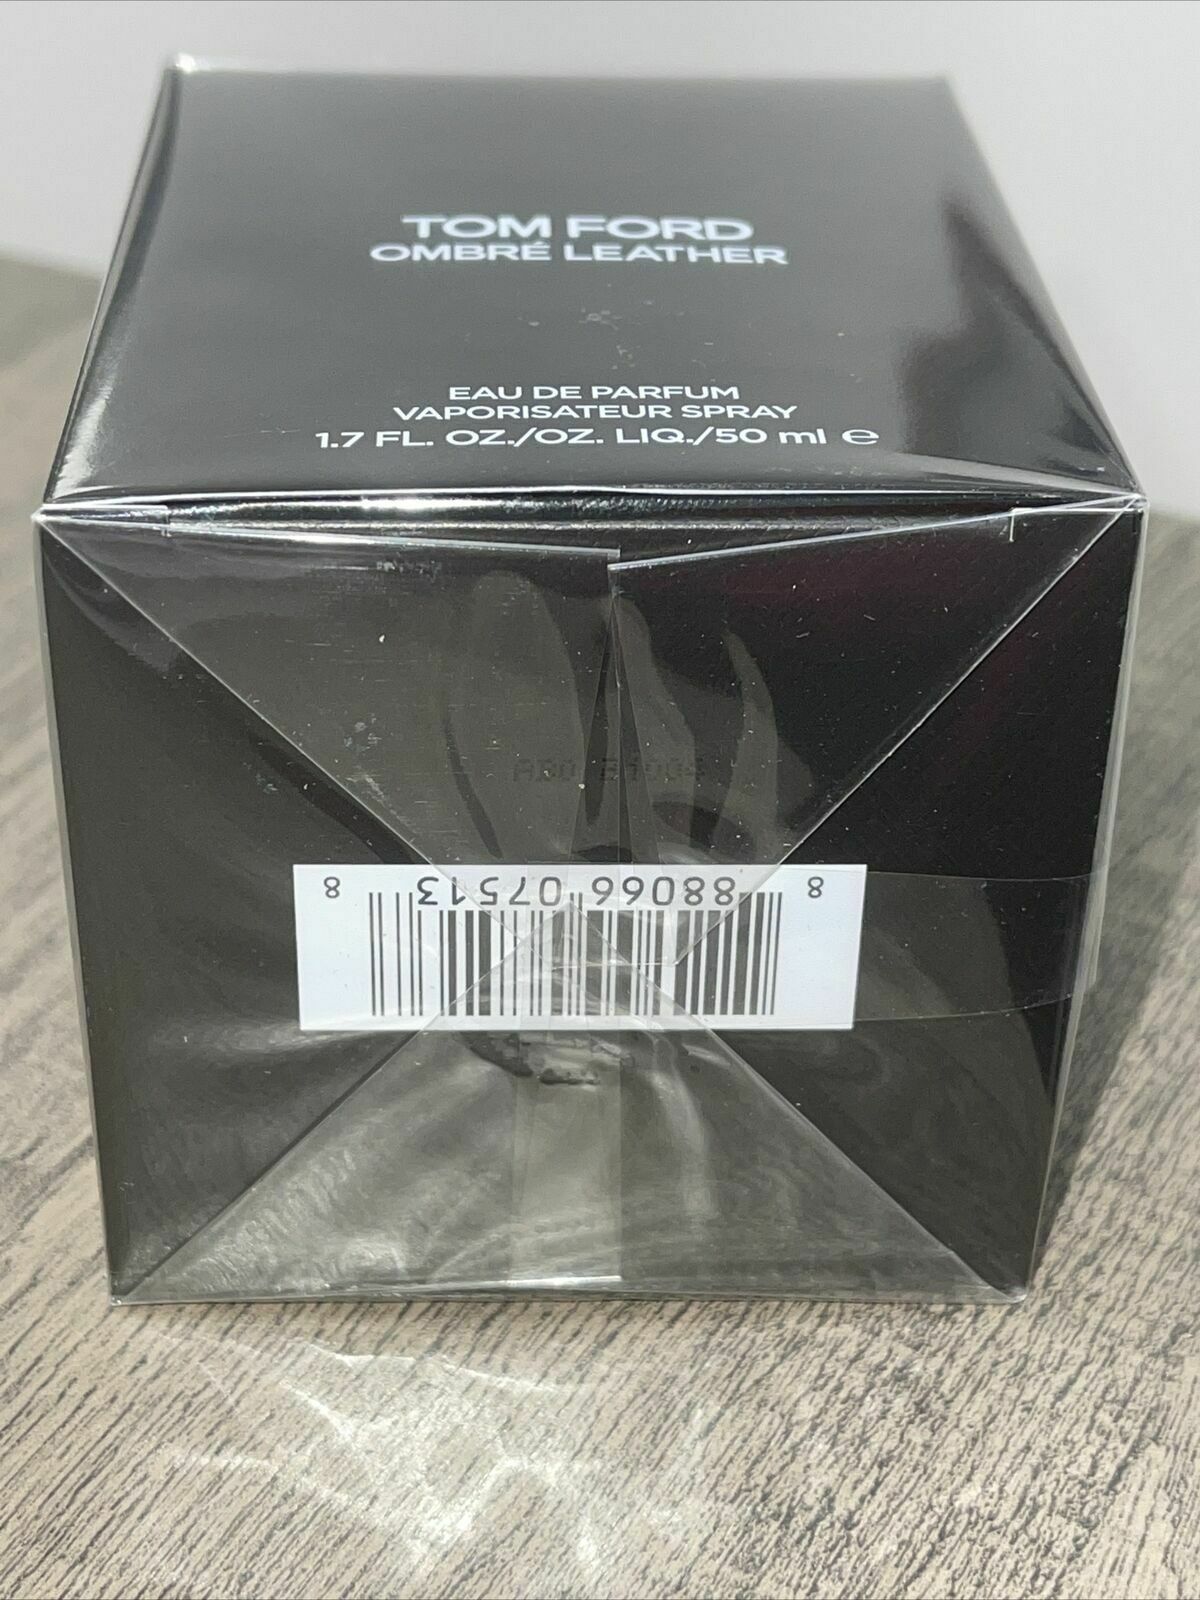 TOM FORD
OMBRÉ LEATHER
EAU DE PARFUM
VAPORISATEUR SPRAY
1.7 FL. OZ./OZ. LIQ./50 ml ℮
8 88066 07513 8